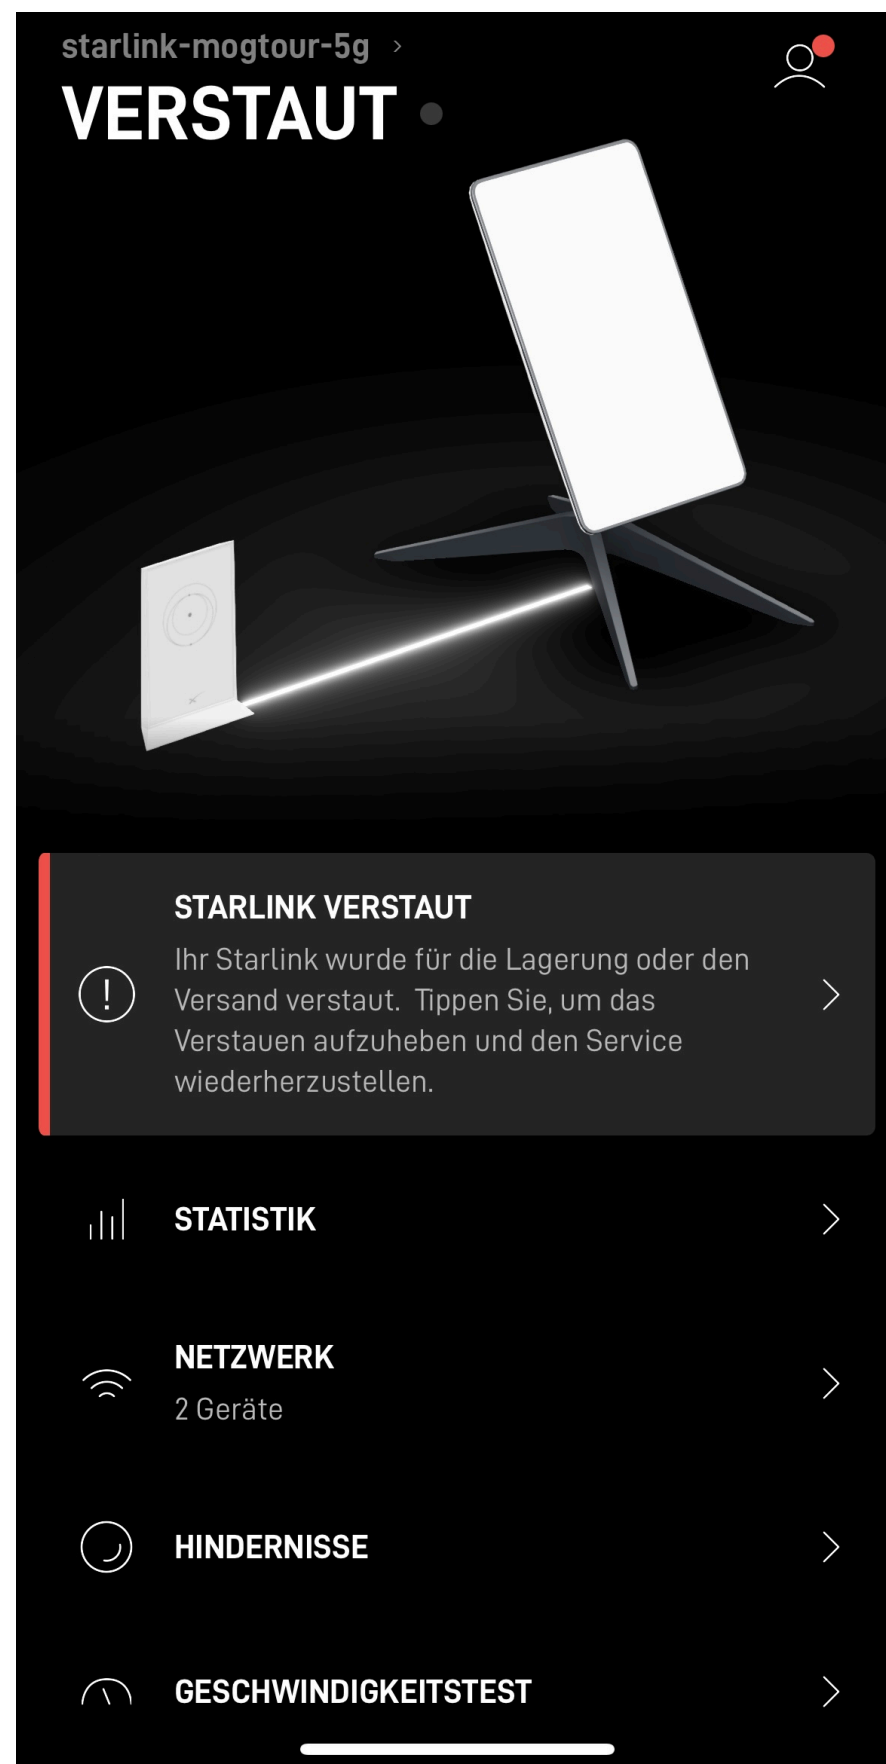 starlink-mogtour-5g
VERSTAUT
STARLINK VERSTAUT
Ihr Starlink wurde für die Lagerung oder den
Versand verstaut.  Tippen Sie, um das
Verstauen aufzuheben und den Service
wiederherzustellen.
STATISTIK
NETZWERK
2 Geräte
HINDERNISSE
GESCHWINDIGKEITSTEST